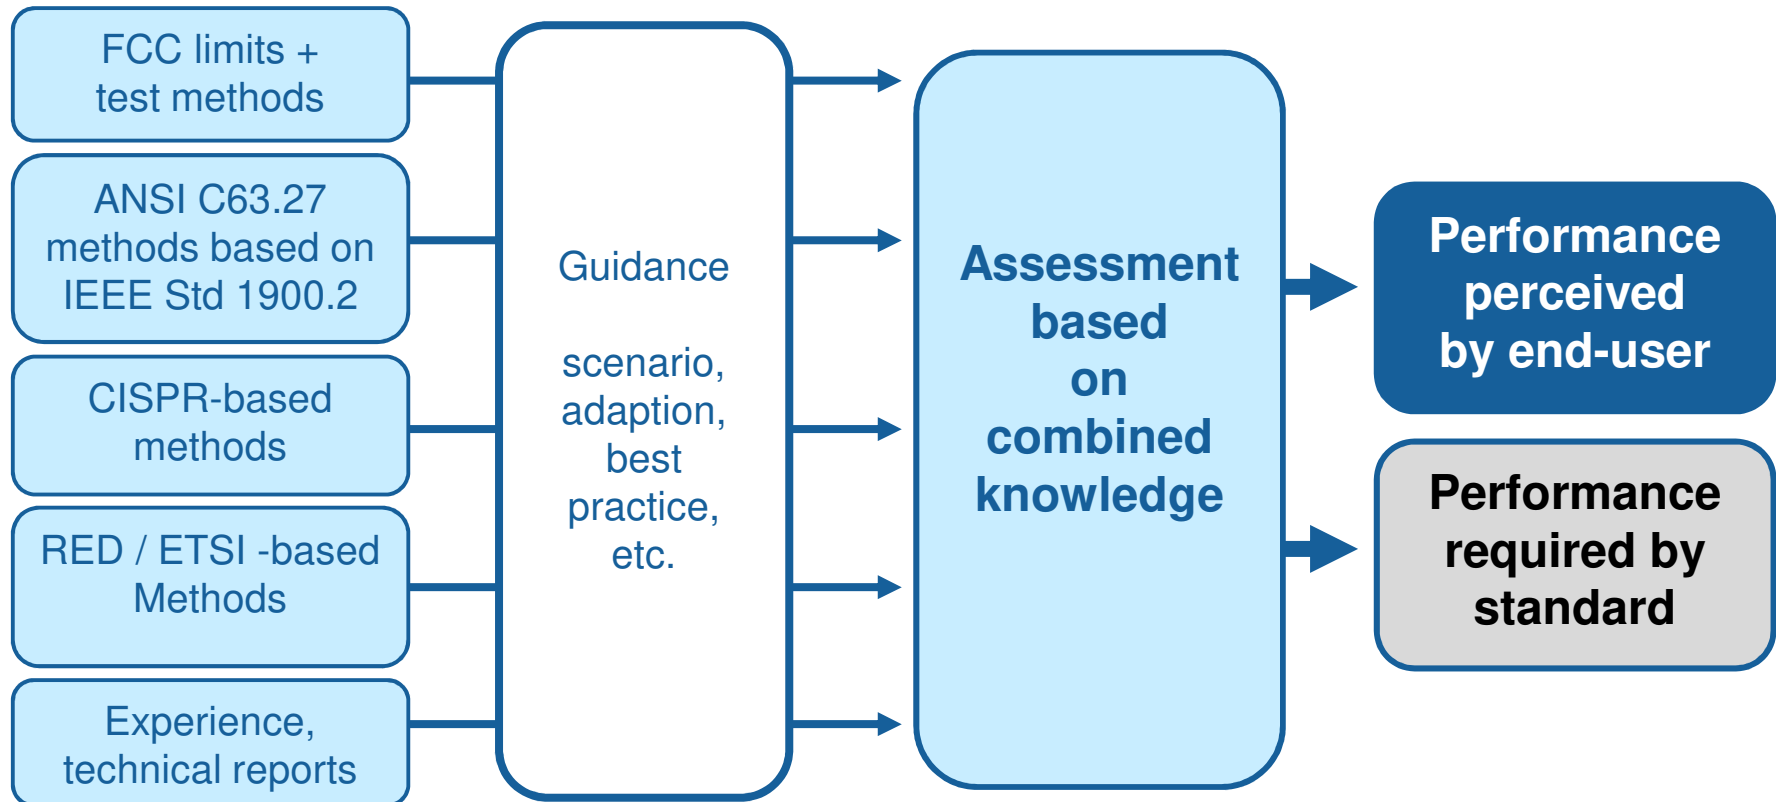 FCC limits +
test methods
ANSI C63.27
methods based on
IEEE Std 1900.2
CISPR-based
methods
RED / ETSI -based
Methods
Experience,
technical reports
Guidance
scenario,
adaption,
best
practice,
etc.
Assessment
based
on
combined
knowledge
Performance
perceived
by end-user
Performance
required by
standard